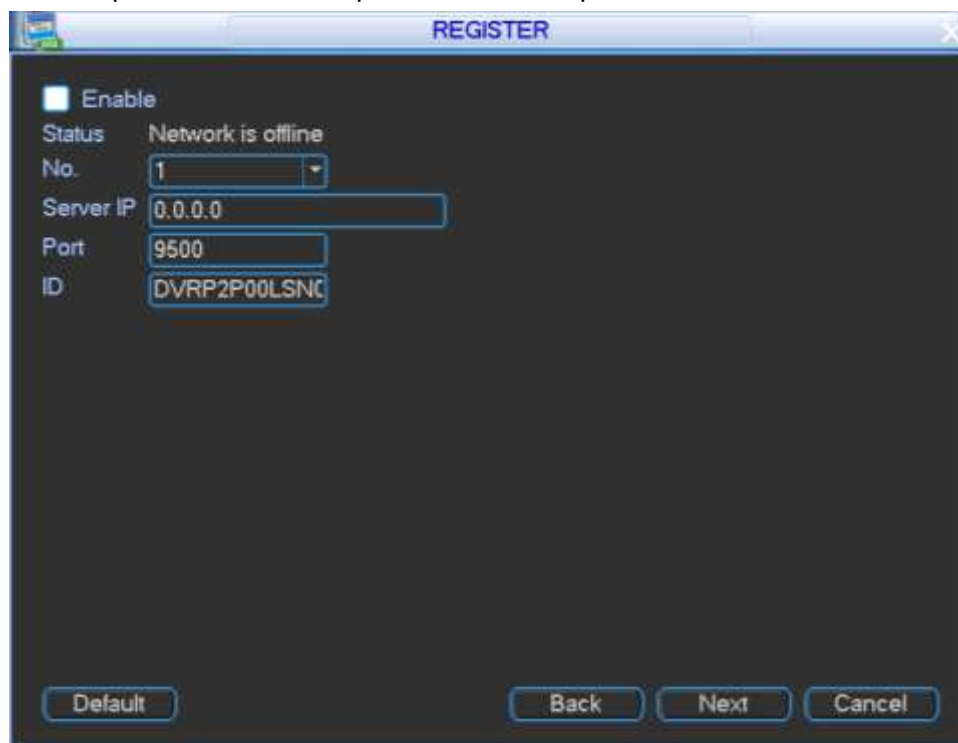 REGISTER
Enable
Status Network is offline
No. 1
Server IP 0.0.0.0
Port 9500
ID DVRP2P00LSN
Default Back Next Cancel